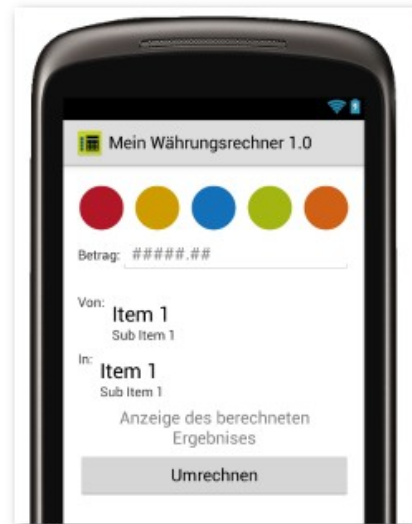 Mein Währungsrechner 1.0
Betrag: #####.##
Von:
Item 1
Sub Item 1
In:
Item 1
Sub Item 1
Anzeige des berechneten
Ergebnises
Umrechnen